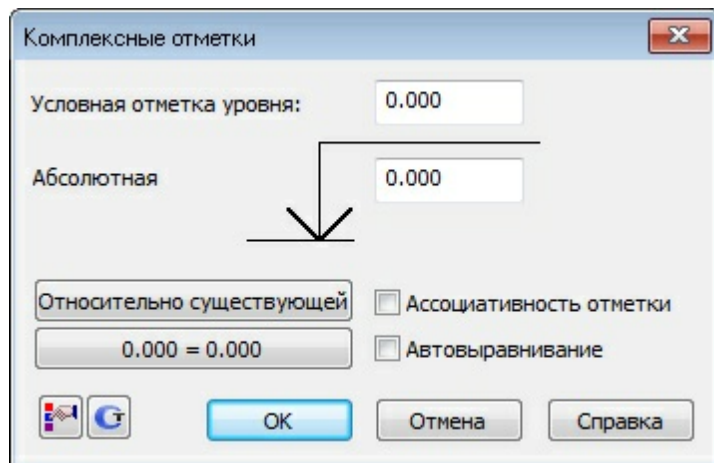 Комплексные отметки
Условная отметка уровня: 0.000
Абсолютная 0.000
Относительно существующей Ассоциативность отметки
0.000 = 0.000 Автовыравнивание
OK Отмена Справка